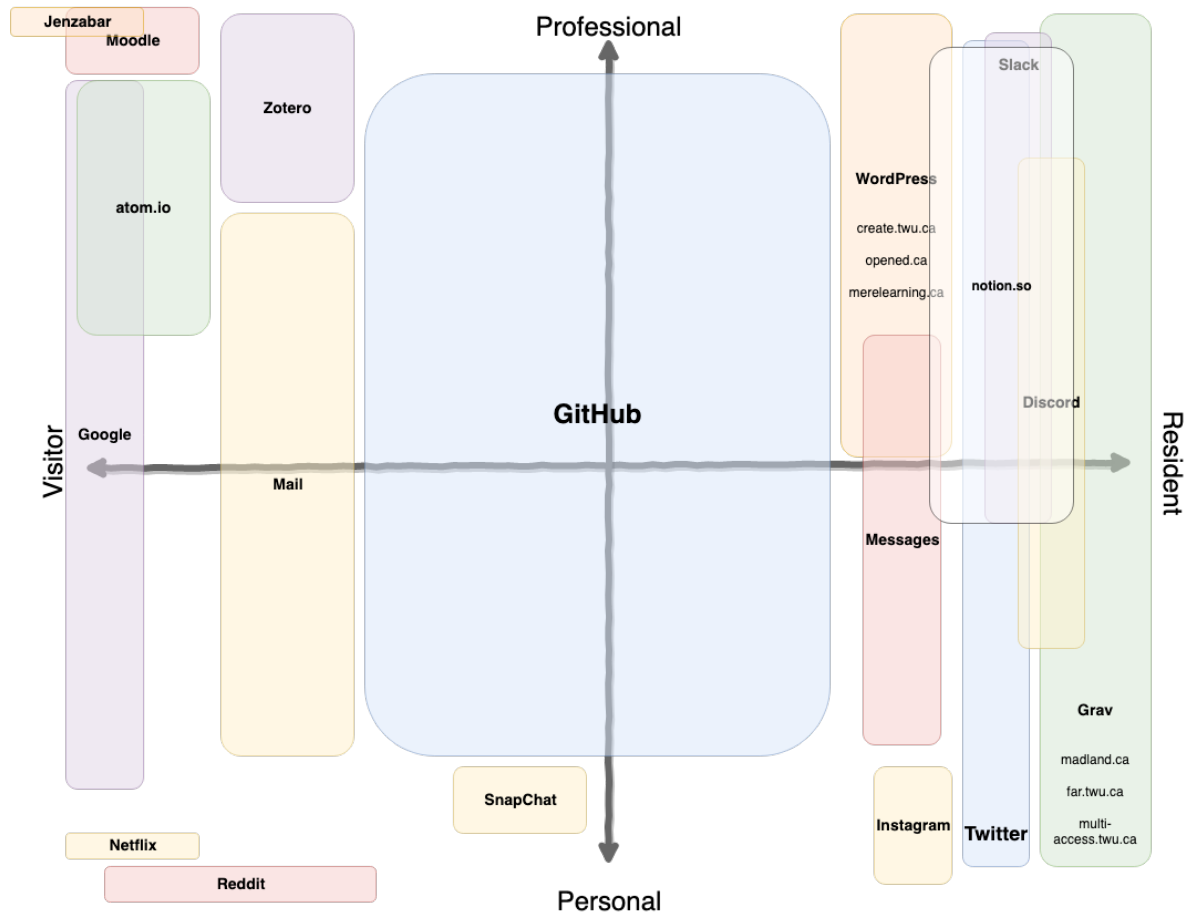 Professional
Jenzabar
Moodle
Zotero
atom.io
Google
Mail
Visitor
GitHub
WordPress
create.twu.ca
opened.ca
merelearning.ca
Slack
notion.so
Discord
Messages
Resident
Grav
madland.ca
far.twu.ca
multi-
access.twu.ca
SnapChat
Instagram
Twitter
Netflix
Reddit
Personal